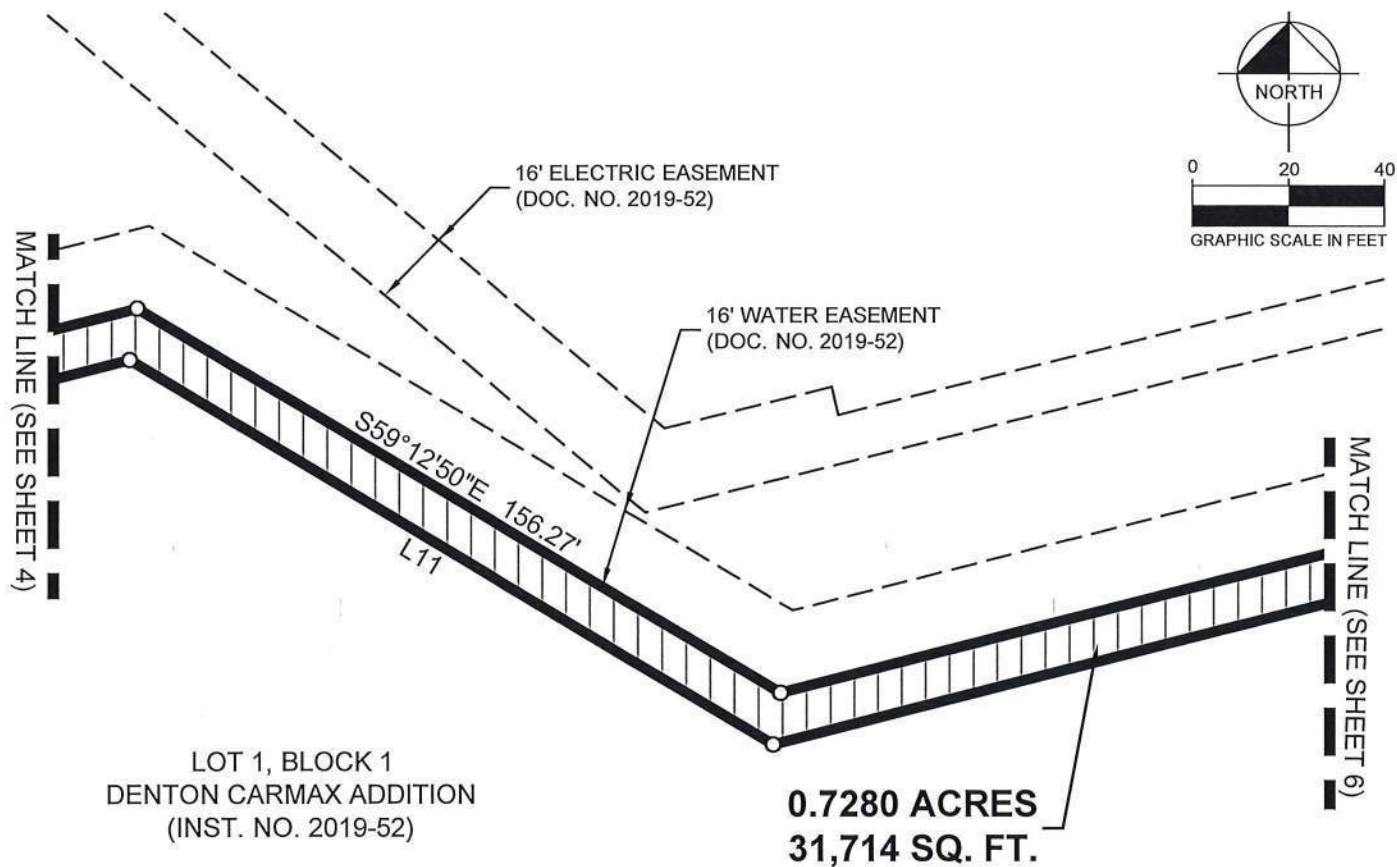 NORTH
0 20 40
GRAPHIC SCALE IN FEET
16' ELECTRIC EASEMENT
(DOC. NO. 2019-52)
16' WATER EASEMENT
(DOC. NO. 2019-52)
MATCH LINE (SEE SHEET 4)
S59°12'50"E 156.27'
L11
MATCH LINE (SEE SHEET 6)
LOT 1, BLOCK 1
DENTON CARMAX ADDITION
(INST. NO. 2019-52)
0.7280 ACRES
31,714 SQ. FT.